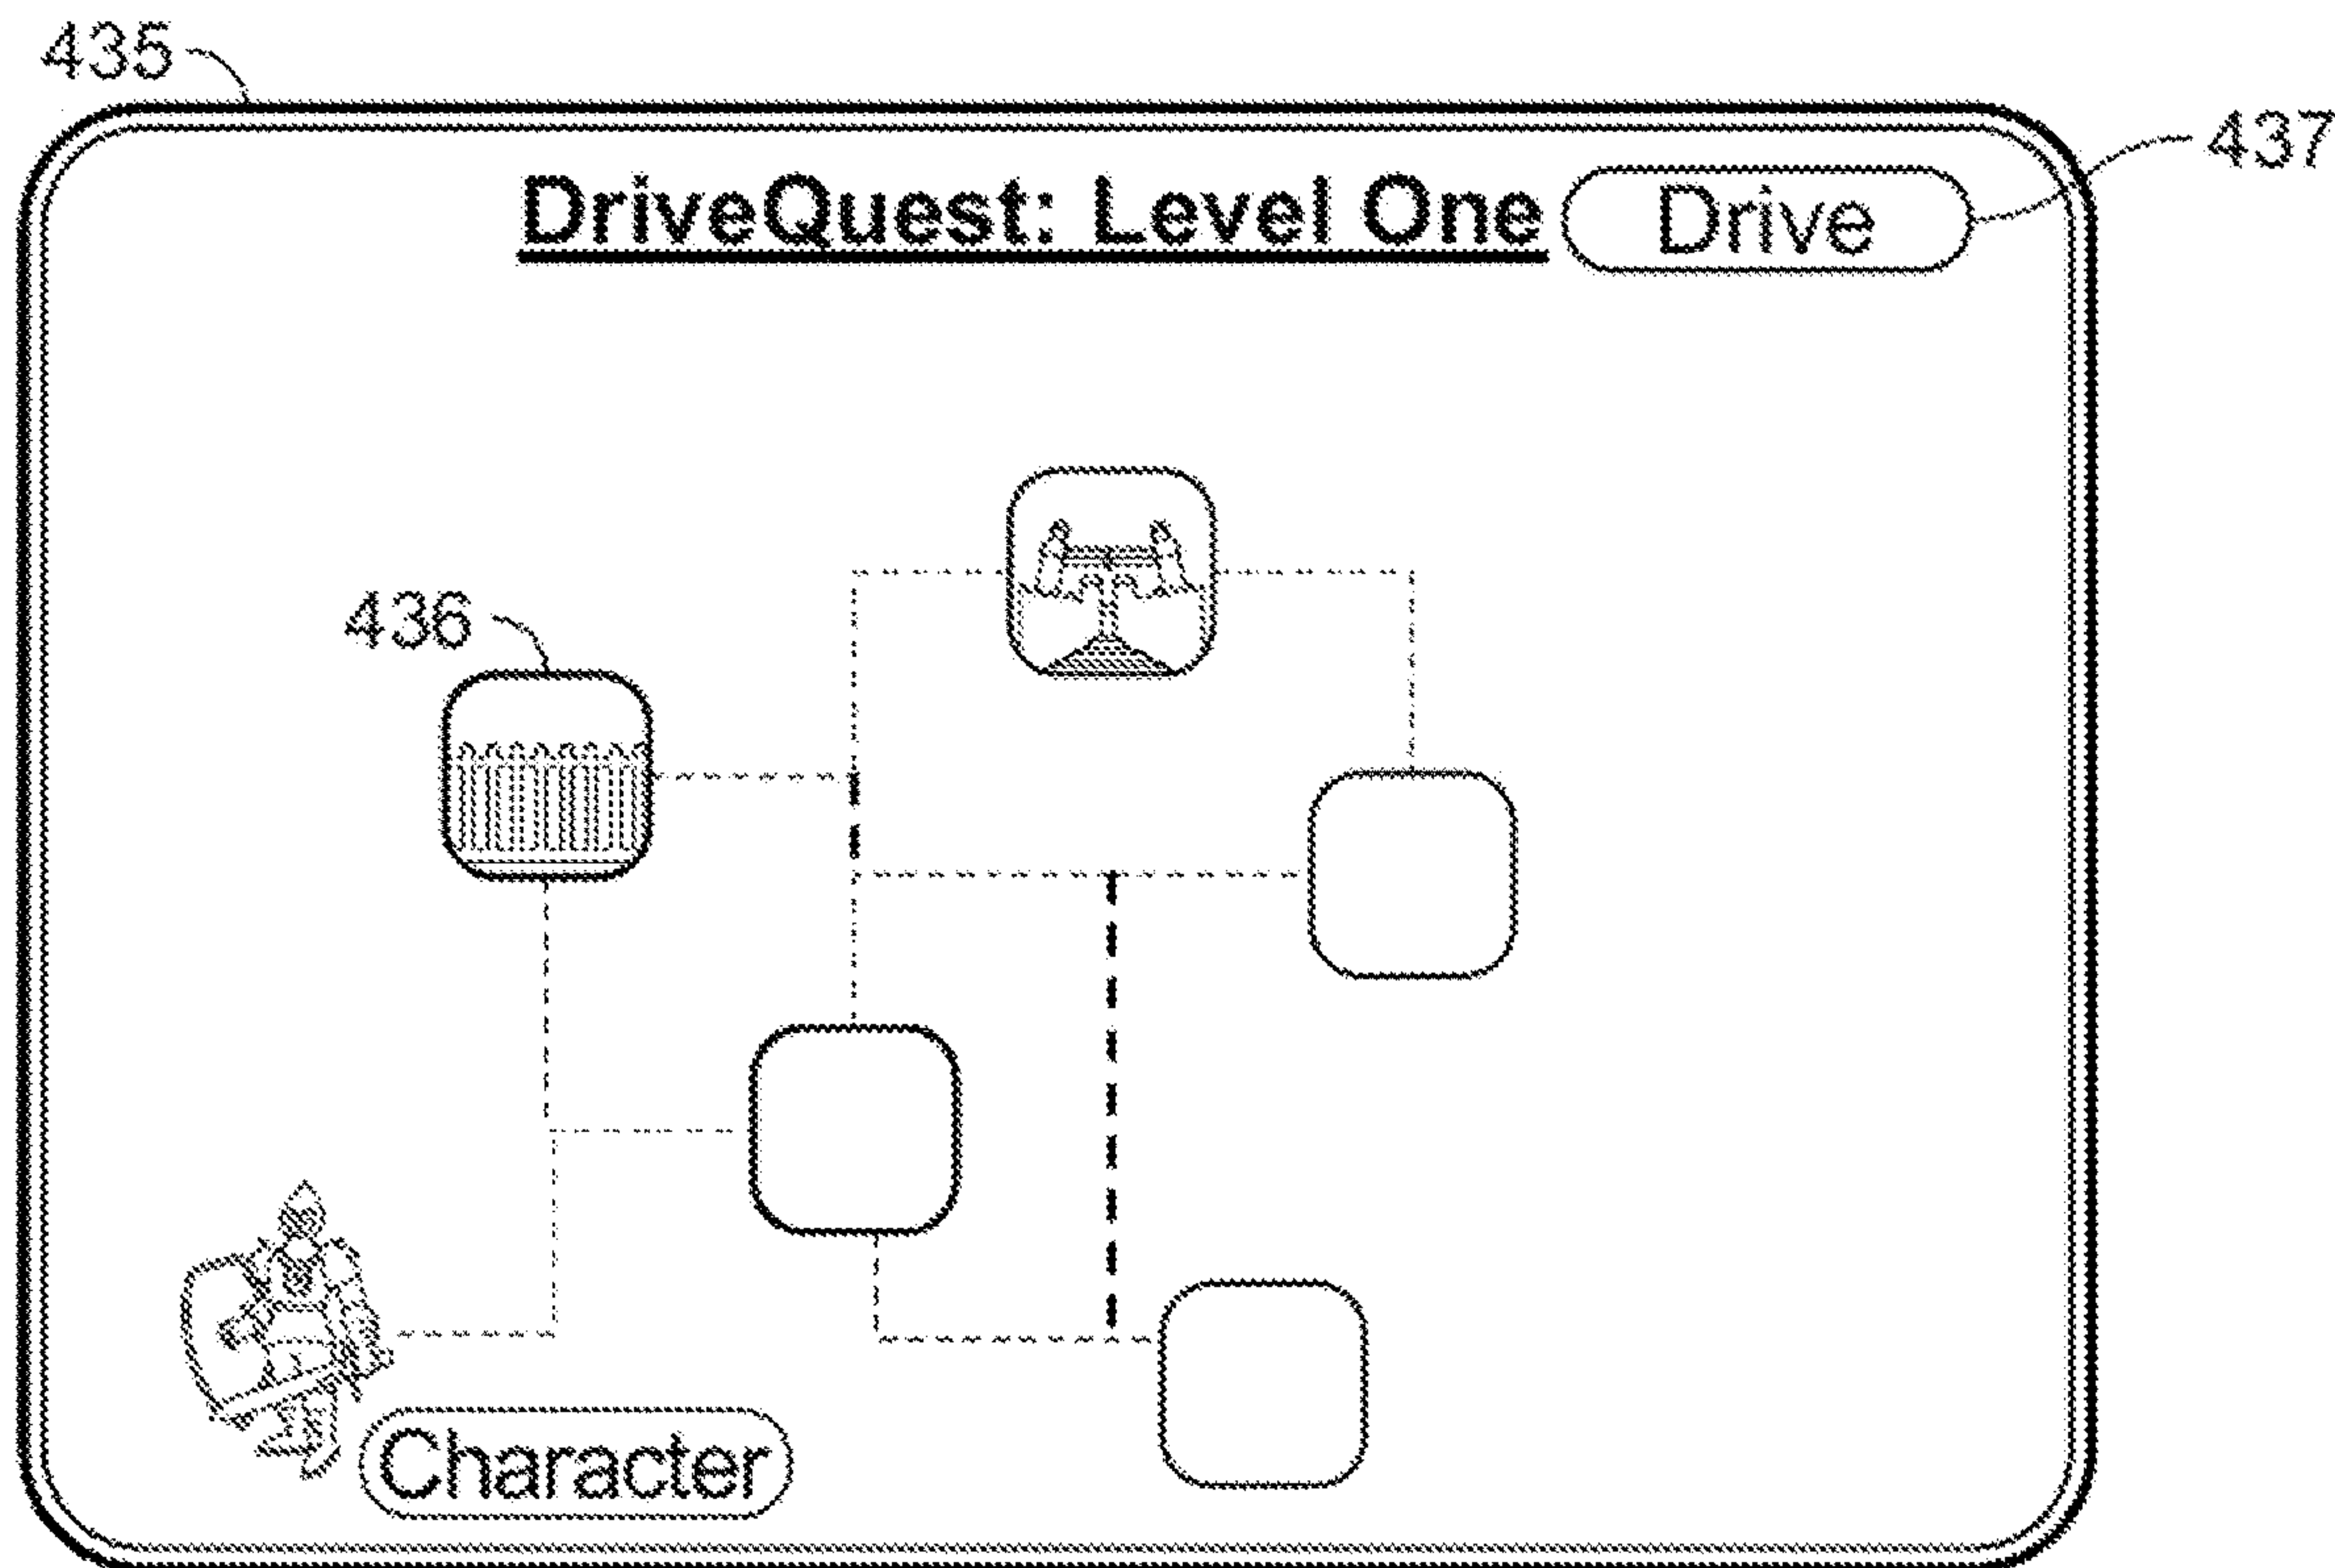 435
437
DriveQuest: Level One
Drive
436
Character